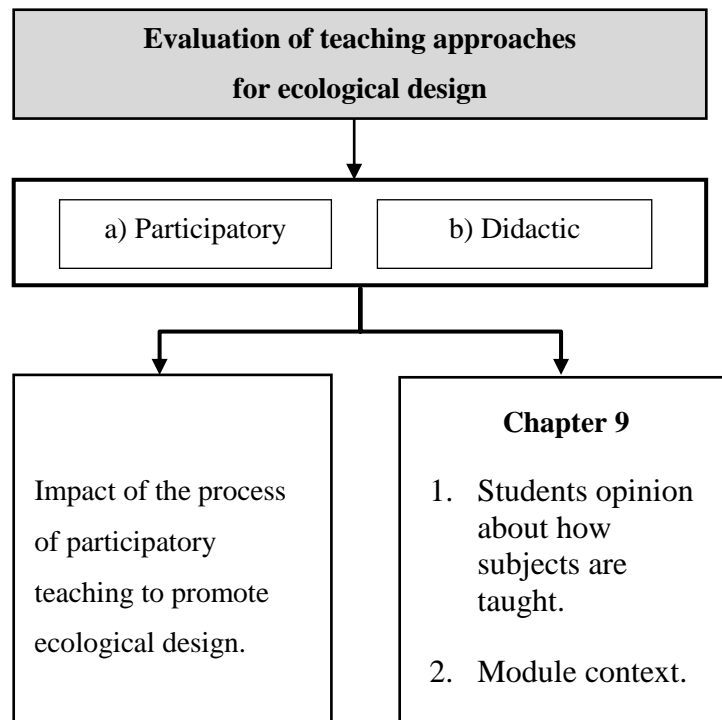 Evaluation of teaching approaches
for ecological design
a) Participatory
b) Didactic
Impact of the process
of participatory
teaching to promote
ecological design.
Chapter 9
1. Students opinion
about how
subjects are
taught.
2. Module context.